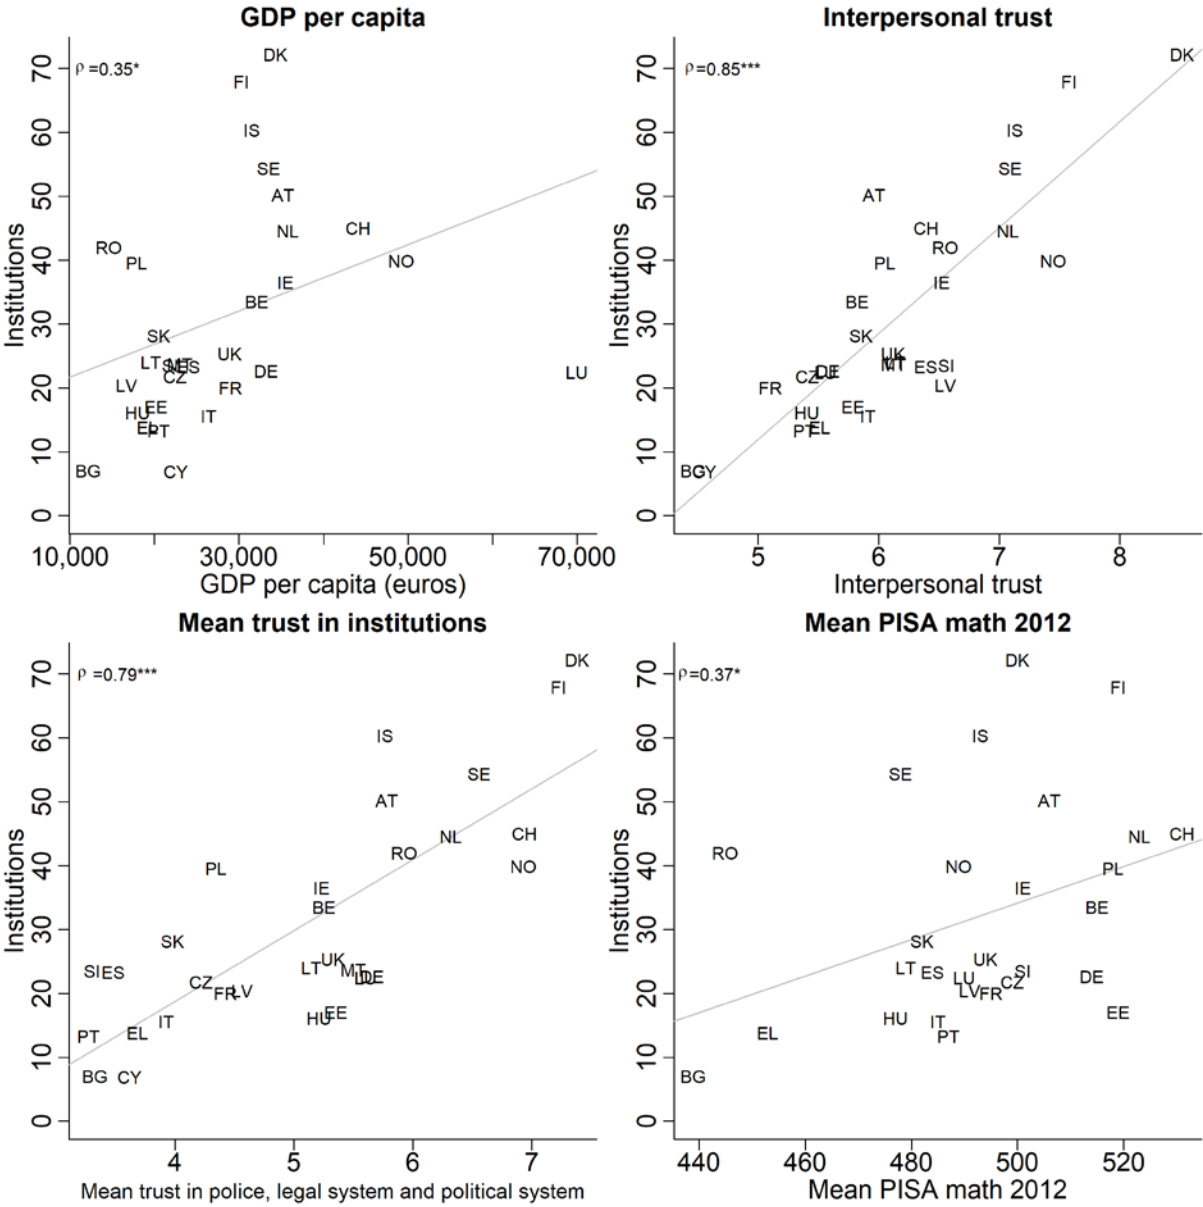 GDP per capita
ρ =0.35*
Institutions
70
60
50
40
30
20
10
0
DK
FI
IS
SE
AT
NL
CH
RO
PL
NO
IE
BE
SK
UK
LT
MT
SI
ES
CZ
DE
LU
LV
FR
EE
HU
IT
EL
PT
BG
CY
10,000
30,000
50,000
70,000
GDP per capita (euros)
Interpersonal trust
ρ =0.85***
Institutions
70
60
50
40
30
20
10
0
DK
FI
IS
SE
AT
CH
NL
RO
PL
NO
IE
BE
SK
UK
LT
MT
ES
SI
CZ
LU
DE
FR
LV
EE
HU
IT
PT
EL
BG
CY
5
6
7
8
Interpersonal trust
Mean trust in institutions
ρ =0.79***
Institutions
70
60
50
40
30
20
10
0
DK
FI
IS
SE
AT
NL
CH
RO
PL
NO
IE
BE
SK
UK
LT
MT
SI
ES
LU
DE
CZ
FR
LV
EE
HU
IT
PT
EL
BG
CY
4
5
6
7
Mean trust in police, legal system and political system
Mean PISA math 2012
ρ=0.37*
Institutions
70
60
50
40
30
20
10
0
DK
FI
IS
SE
AT
NL
CH
RO
NO
PL
IE
BE
SK
UK
LT
ES
SI
LU
CZ
DE
LV
FR
EE
HU
IT
PT
EL
BG
440
460
480
500
520
Mean PISA math 2012